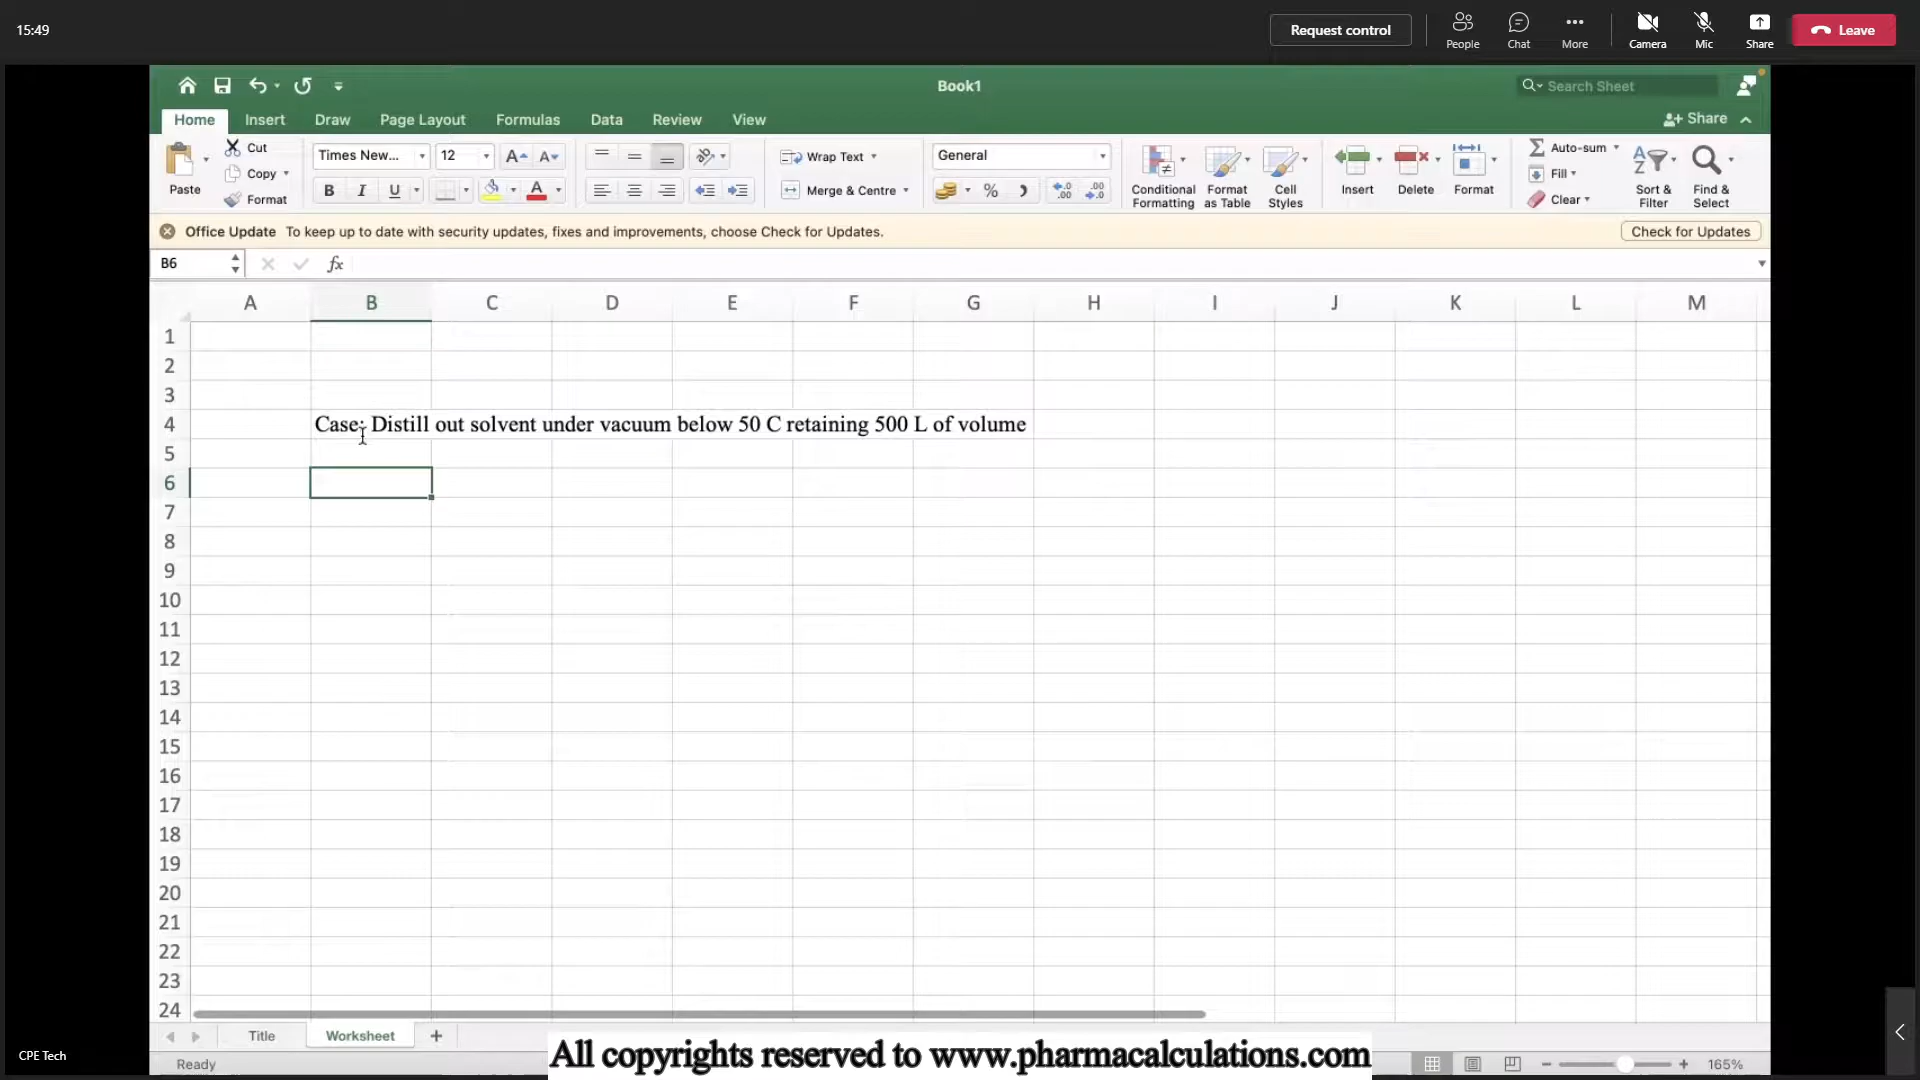 15:49
Request control
People
Chat
More
Camera
Mic
Share
Leave
Book1
Search Sheet
Home
Insert
Draw
Page Layout
Formulas
Data
Review
View
Share
Paste
Cut
Copy
Format
Times New...
12
B
I
U
A
Wrap Text
Merge & Centre
General
%
Conditional
Formatting
Format
as Table
Cell
Styles
Insert
Delete
Format
Auto-sum
Fill
Clear
Sort &
Filter
Find &
Select
Office Update To keep up to date with security updates, fixes and improvements, choose Check for Updates.
Check for Updates
B6
fx
A B C D E F G H I J K L M
1
2
3
4 Case: Distill out solvent under vacuum below 50 C retaining 500 L of volume
5
6
7
8
9
10
11
12
13
14
15
16
17
18
19
20
21
22
23
24
Title
Worksheet
CPE Tech
Ready
All copyrights reserved to www.pharmacalculations.com
165%